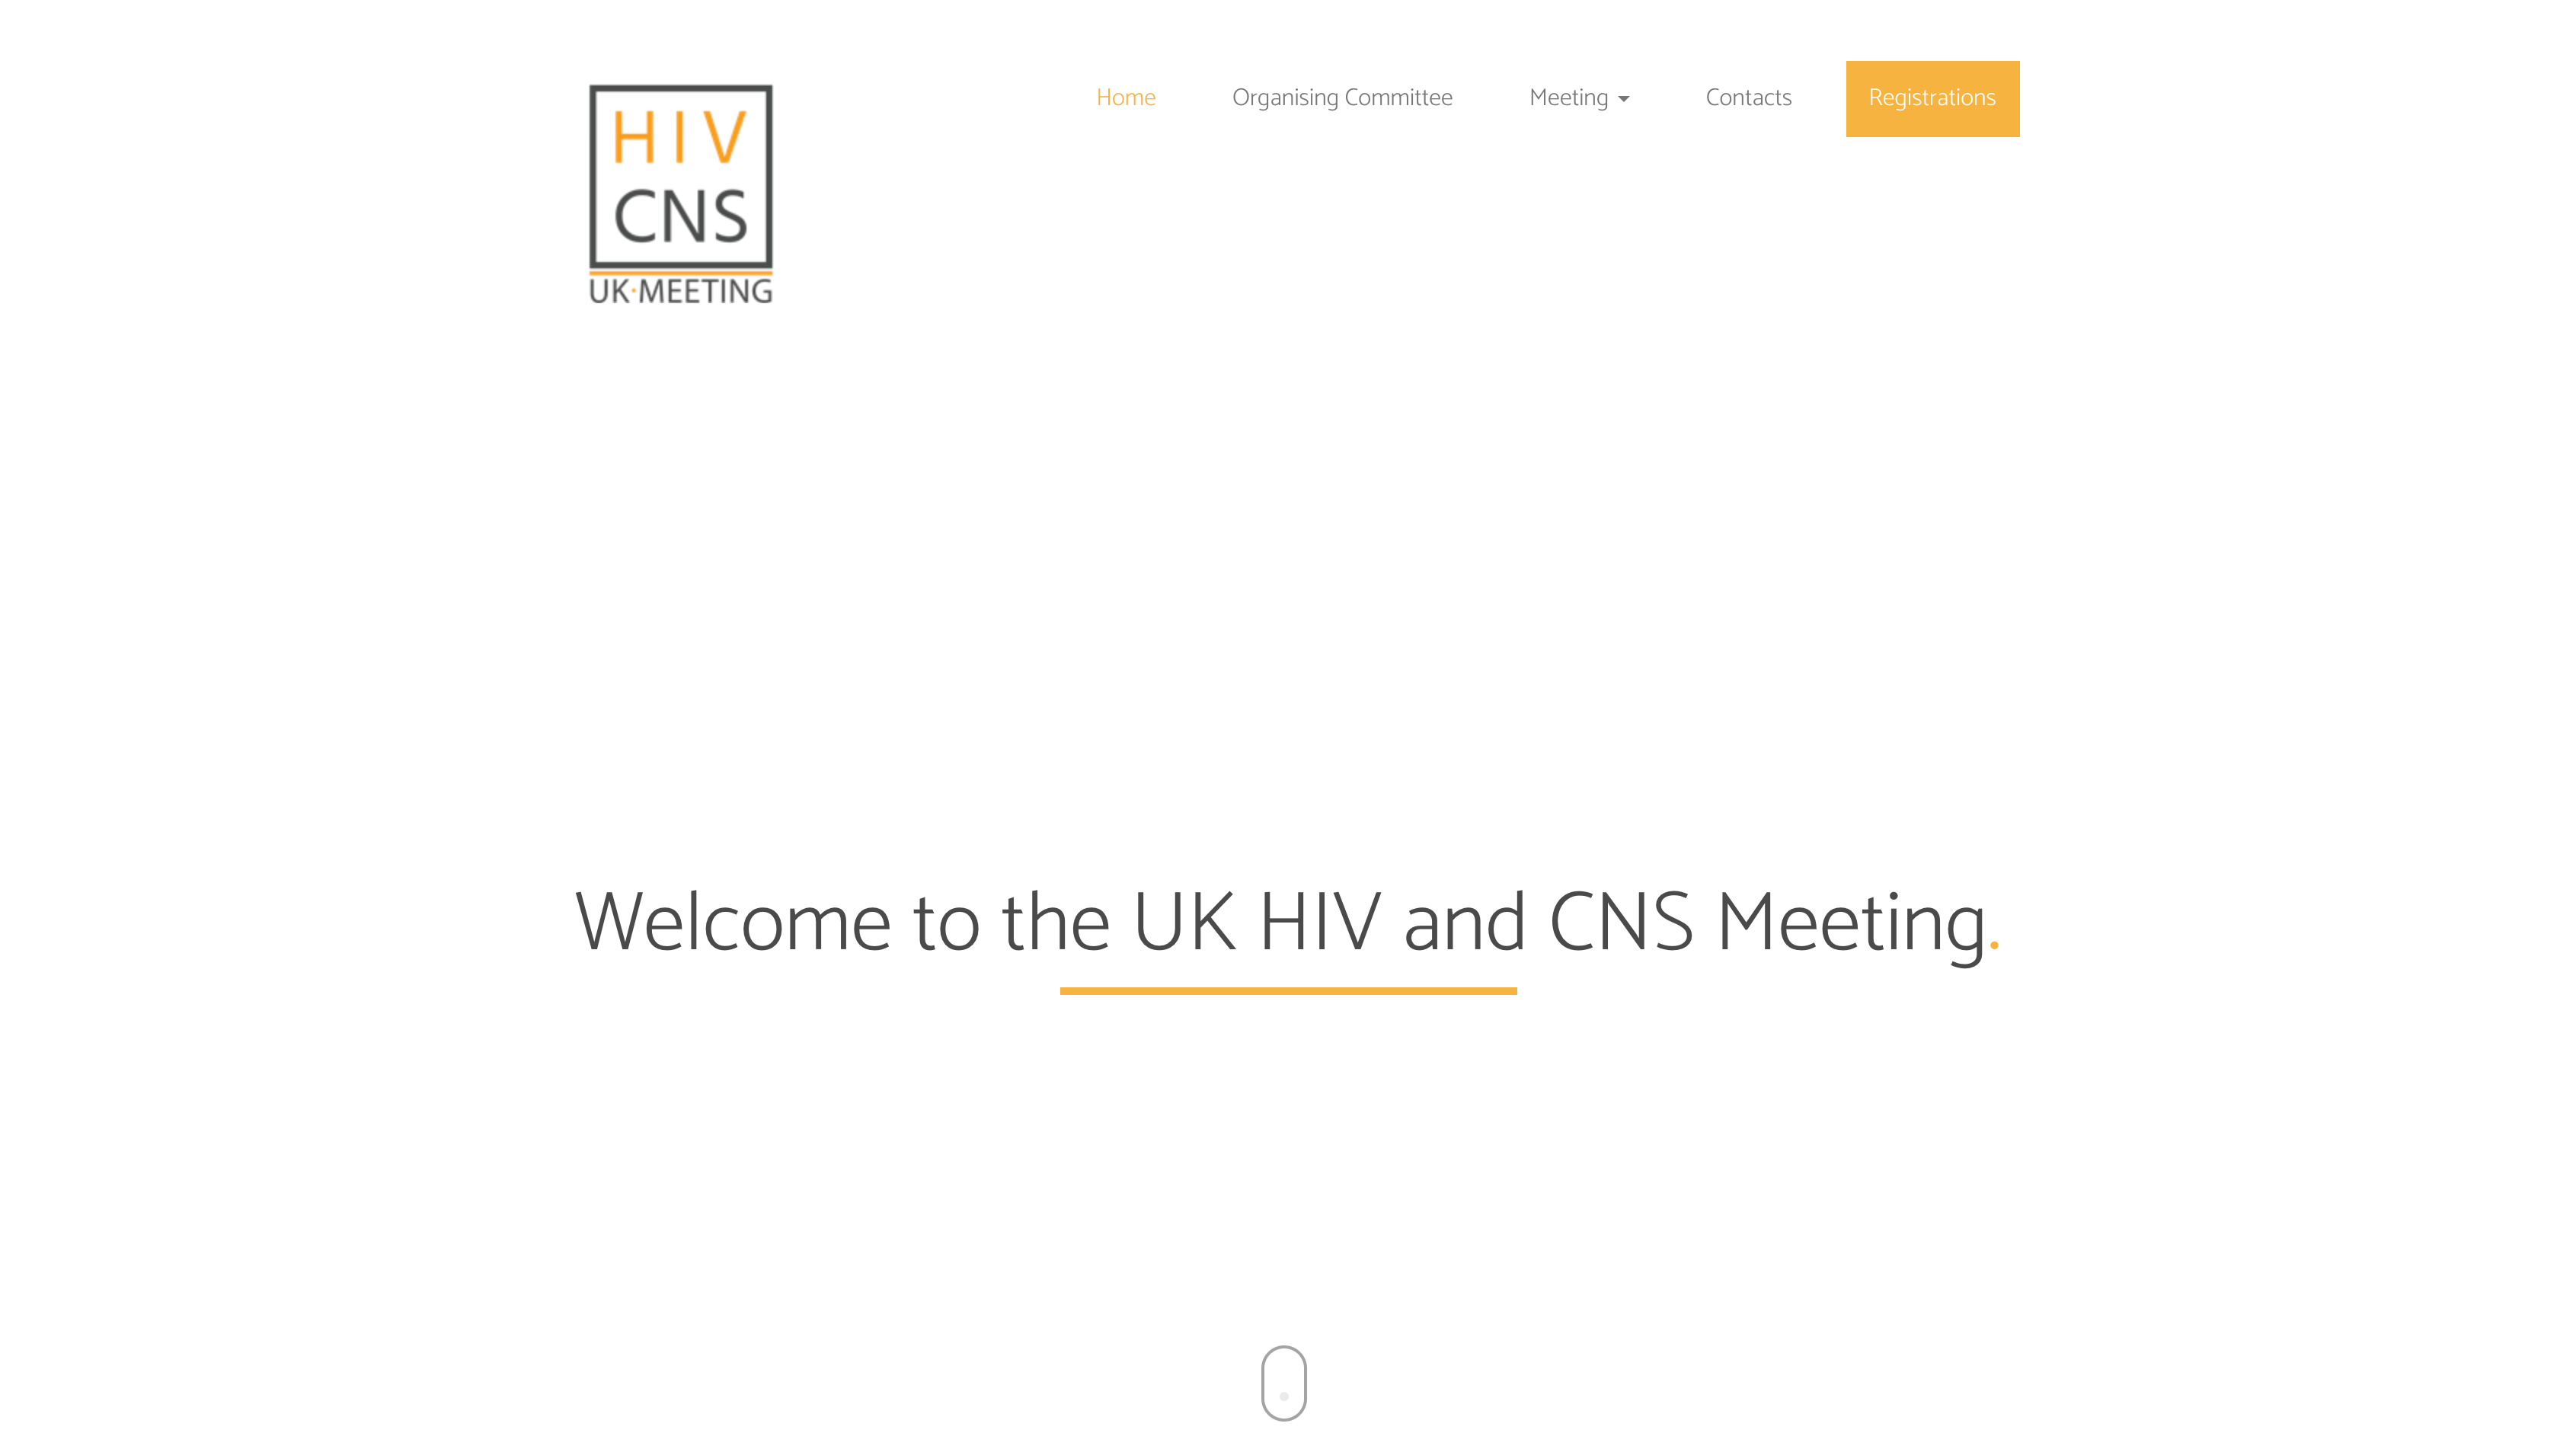 HIV
CNS
UK·MEETING
Home
Organising Committee
Meeting
Contacts
Registrations
Welcome to the UK HIV and CNS Meeting.